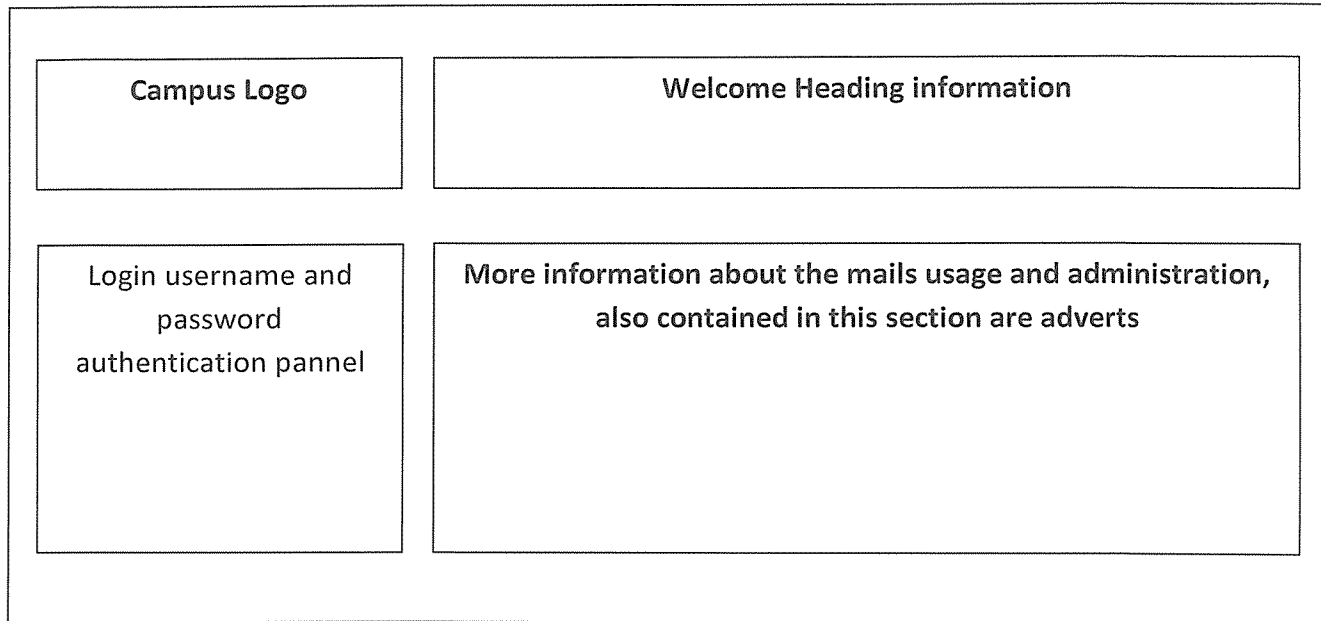 Campus Logo
Welcome Heading information
Login username and
password
authentication pannel
More information about the mails usage and administration,
also contained in this section are adverts